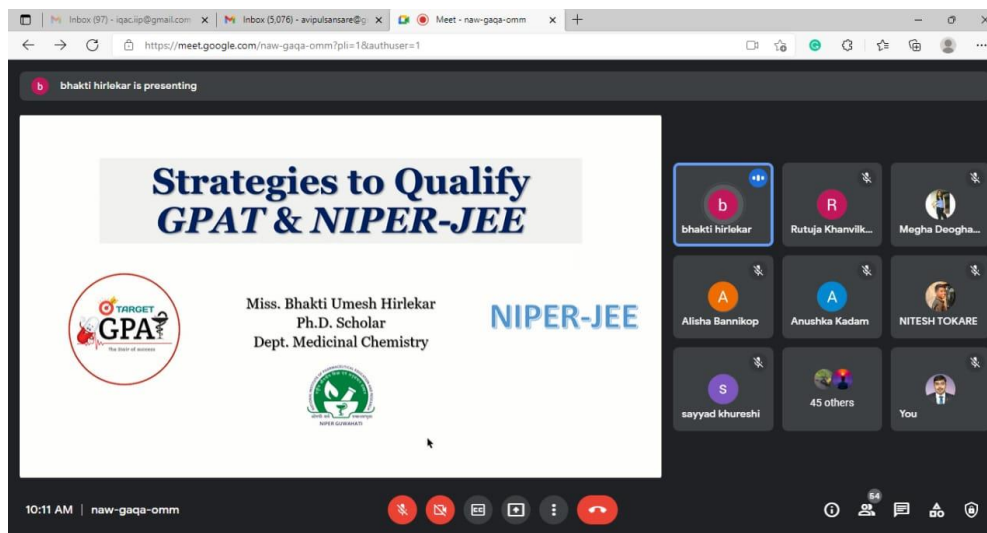 Inbox (97) - iqac.iip@gmail.com
Inbox (5,076) - avipulsansare@g
Meet - naw-gaqa-omm
https://meet.google.com/naw-gaqa-omm?pli=1&authuser=1
b bhakti hirlekar is presenting
Strategies to Qualify
GPAT & NIPER-JEE
TARGET
GPAT
Miss. Bhakti Umesh Hirlekar
Ph.D. Scholar
Dept. Medicinal Chemistry
NIPER-JEE
NIPER GUWAHATI
b
bhakti hirlekar
R
Rutuja Khanvilk...
Megha Deogha...
A
Alisha Bannikop
A
Anushka Kadam
NITESH TOKARE
s
sayyad khureshi
45 others
You
10:11 AM | naw-gaqa-omm
CC
54